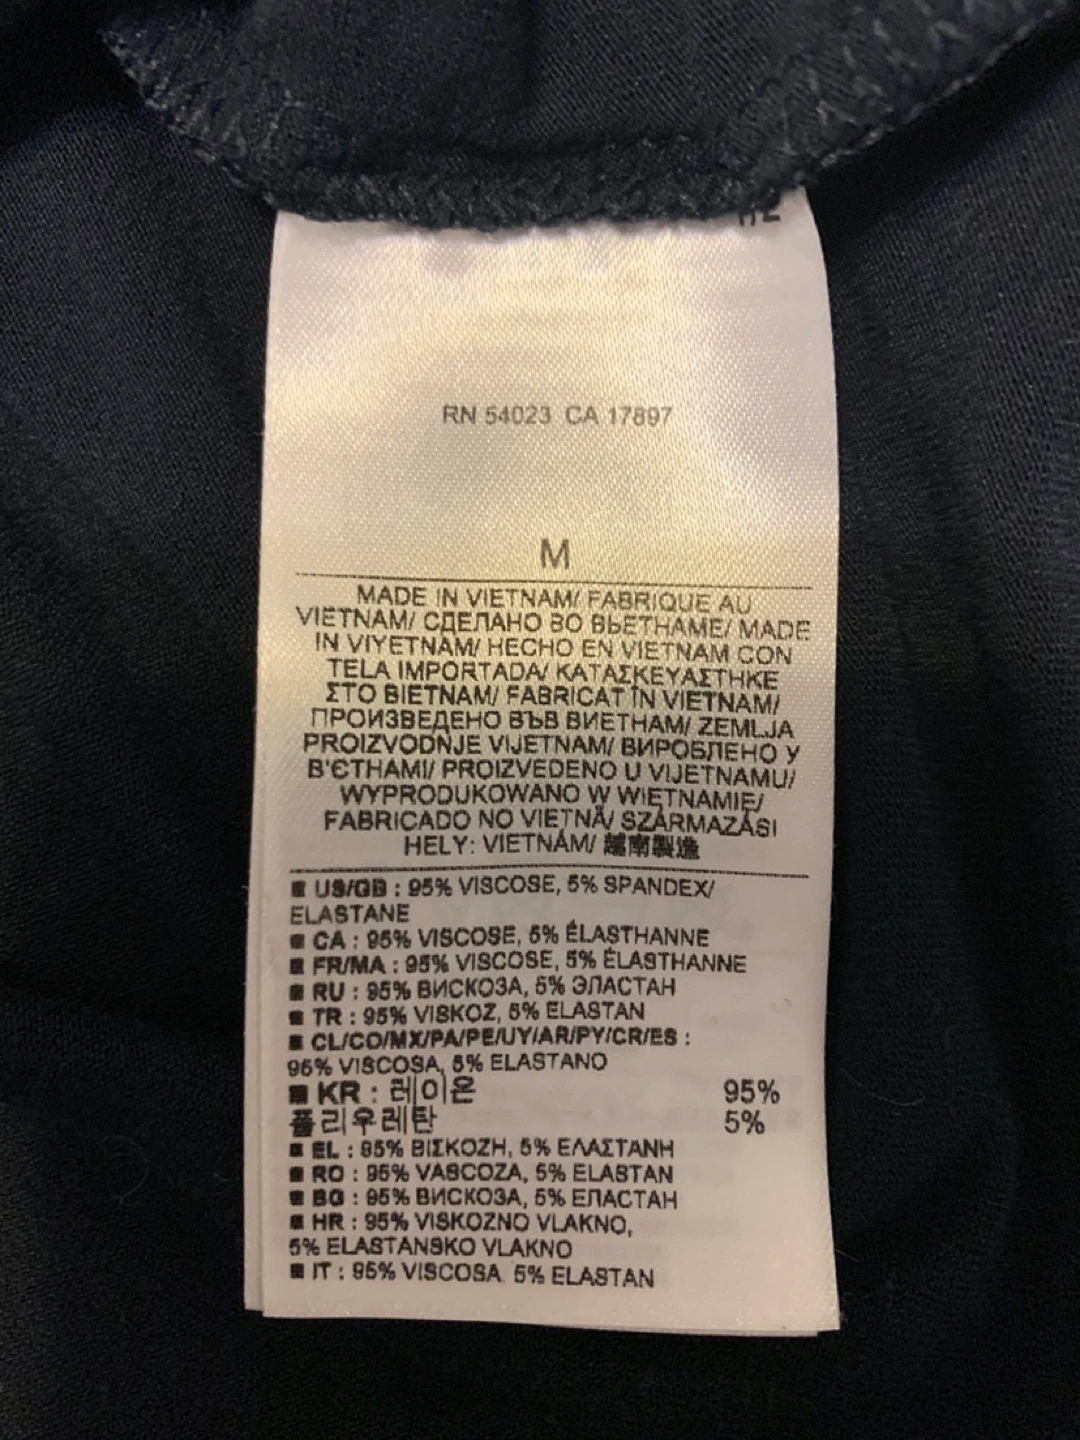 RN 54023 CA 17897
M
MADE IN VIETNAM/ FABRIQUE AU
VIETNAM/ СДЕЛАНО ВО ВЬЕТНАМЕ/ MADE
IN VIYETNAM/ HECHO EN VIETNAM CON
TELA IMPORTADA/ ΚΑΤΑΣΚΕΥΑΣΤΗΚΕ
ΣΤΟ ΒΙΕΤΝΑΜ/ FABRICAT ÎN VIETNAM/
ПРОИЗВЕДЕНО ВЪВ ВИЕТНАМ/ ZEMLJA
PROIZVODNJE VIJETNAM/ ВИРОБЛЕНО У
В'ЄТНАМІ/ PROIZVEDENO U VIJETNAMU/
WYPRODUKOWANO W WIETNAMIE/
FABRICADO NO VIETNÃ/ SZÁRMAZÁSI
HELY: VIETNÁM/ 越南製造
■ US/GB : 95% VISCOSE, 5% SPANDEX/
ELASTANE
■ CA : 95% VISCOSE, 5% ÉLASTHANNE
■ FR/MA : 95% VISCOSE, 5% ÉLASTHANNE
■ RU : 95% ВИСКОЗА, 5% ЭЛАСТАН
■ TR : 95% VISKOZ, 5% ELASTAN
■ CL/CO/MX/PA/PE/UY/AR/PY/CR/ES :
95% VISCOSA, 5% ELASTANO
■ KR : 레이온 95%
폴리우레탄 5%
■ EL : 95% ΒΙΣΚΟΖΗ, 5% ΕΛΑΣΤΑΝΗ
■ RO : 95% VASCOZA, 5% ELASTAN
■ BG : 95% ВИСКОЗА, 5% ЕЛАСТАН
■ HR : 95% VISKOZNO VLAKNO,
5% ELASTANSKO VLAKNO
■ IT : 95% VISCOSA, 5% ELASTAN